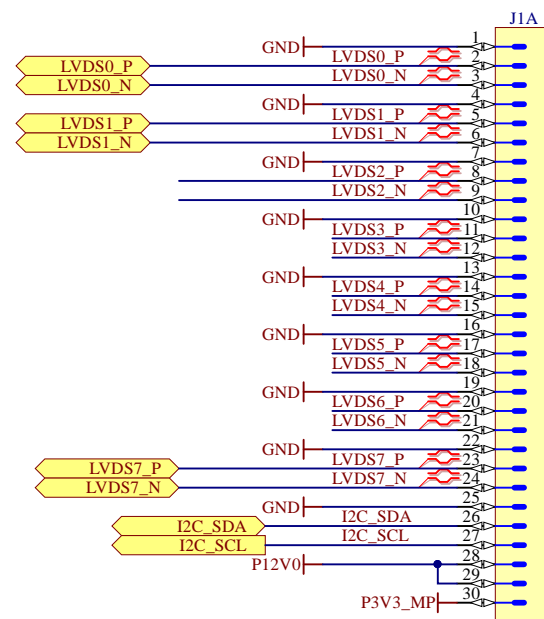 J1A
GND 1
LVDS0_P LVDS0_P 2
LVDS0_N LVDS0_N 3
GND 4
LVDS1_P LVDS1_P 5
LVDS1_N LVDS1_N 6
GND 7
LVDS2_P 8
LVDS2_N 9
GND 10
LVDS3_P 11
LVDS3_N 12
GND 13
LVDS4_P 14
LVDS4_N 15
GND 16
LVDS5_P 17
LVDS5_N 18
GND 19
LVDS6_P 20
LVDS6_N 21
GND 22
LVDS7_P LVDS7_P 23
LVDS7_N LVDS7_N 24
GND 25
I2C_SDA I2C_SDA 26
I2C_SCL I2C_SCL 27
P12V0 28
29
P3V3_MP 30